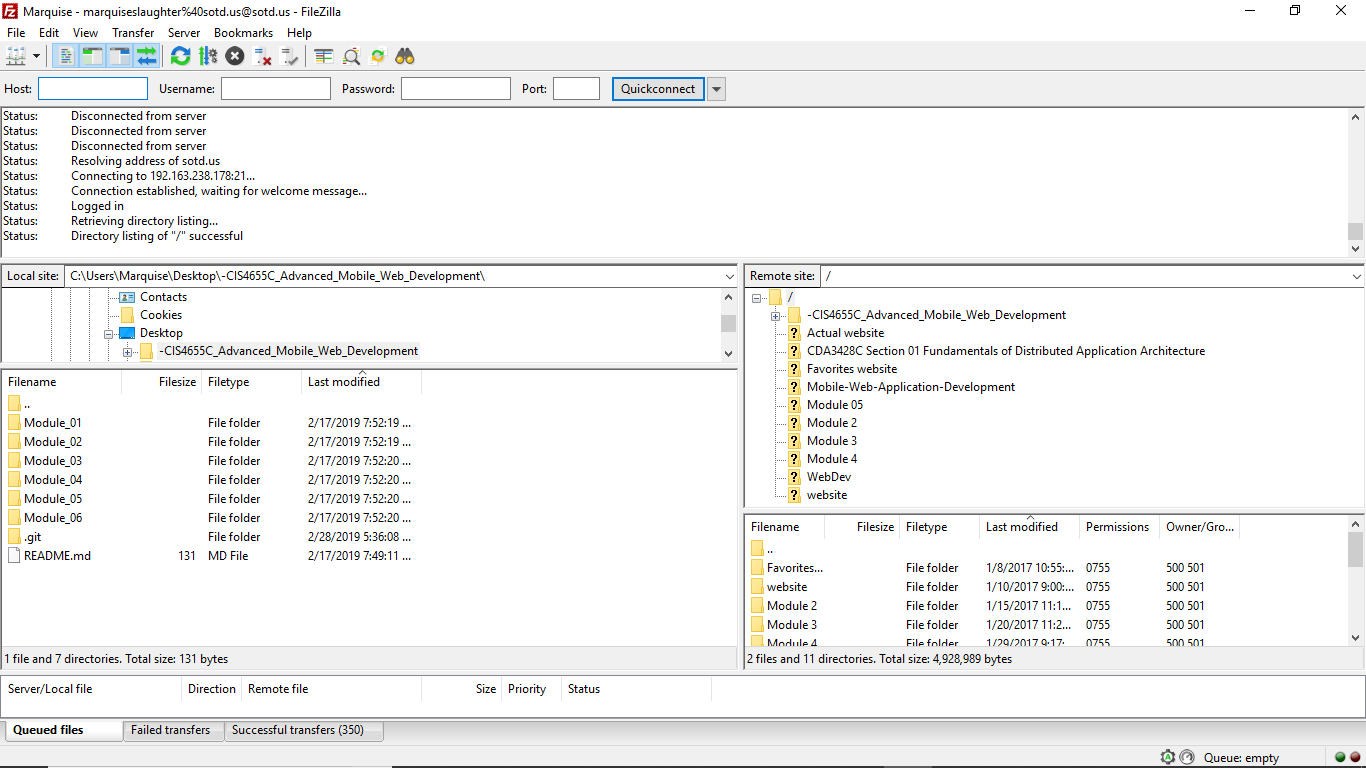 Marquise - marquiseslaughter%40sotd.us@sotd.us - FileZilla
File Edit View Transfer Server Bookmarks Help
Host: Username: Password: Port: Quickconnect
Status: Disconnected from server
Status: Disconnected from server
Status: Disconnected from server
Status: Resolving address of sotd.us
Status: Connecting to 192.163.238.178:21...
Status: Connection established, waiting for welcome message...
Status: Logged in
Status: Retrieving directory listing...
Status: Directory listing of "/" successful
Local site: C:\Users\Marquise\Desktop\-CIS4655C_Advanced_Mobile_Web_Development\
Contacts
Cookies
Desktop
-CIS4655C_Advanced_Mobile_Web_Development
Filename Filesize Filetype Last modified
..
Module_01 File folder 2/17/2019 7:52:19 ...
Module_02 File folder 2/17/2019 7:52:19 ...
Module_03 File folder 2/17/2019 7:52:20 ...
Module_04 File folder 2/17/2019 7:52:20 ...
Module_05 File folder 2/17/2019 7:52:20 ...
Module_06 File folder 2/17/2019 7:52:20 ...
.git File folder 2/28/2019 5:36:08 ...
README.md 131 MD File 2/17/2019 7:49:11 ...
1 file and 7 directories. Total size: 131 bytes
Remote site: /
/
-CIS4655C_Advanced_Mobile_Web_Development
Actual website
CDA3428C Section 01 Fundamentals of Distributed Application Architecture
Favorites website
Mobile-Web-Application-Development
Module 05
Module 2
Module 3
Module 4
WebDev
website
Filename Filesize Filetype Last modified Permissions Owner/Gro...
..
Favorites... File folder 1/8/2017 10:55:... 0755 500 501
website File folder 1/10/2017 9:00:... 0755 500 501
Module 2 File folder 1/15/2017 11:1... 0755 500 501
Module 3 File folder 1/20/2017 11:2... 0755 500 501
Module 4 File folder 1/29/2017 9:17:... 0755 500 501
2 files and 11 directories. Total size: 4,928,989 bytes
Server/Local file Direction Remote file Size Priority Status
Queued files Failed transfers Successful transfers (350)
Queue: empty